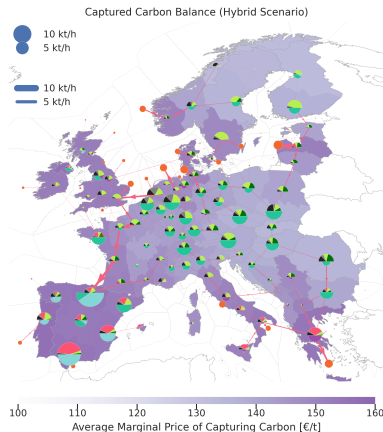 Captured Carbon Balance (Hybrid Scenario)
10 kt/h
5 kt/h
10 kt/h
5 kt/h
100 110 120 130 140 150 160
Average Marginal Price of Capturing Carbon [€/t]